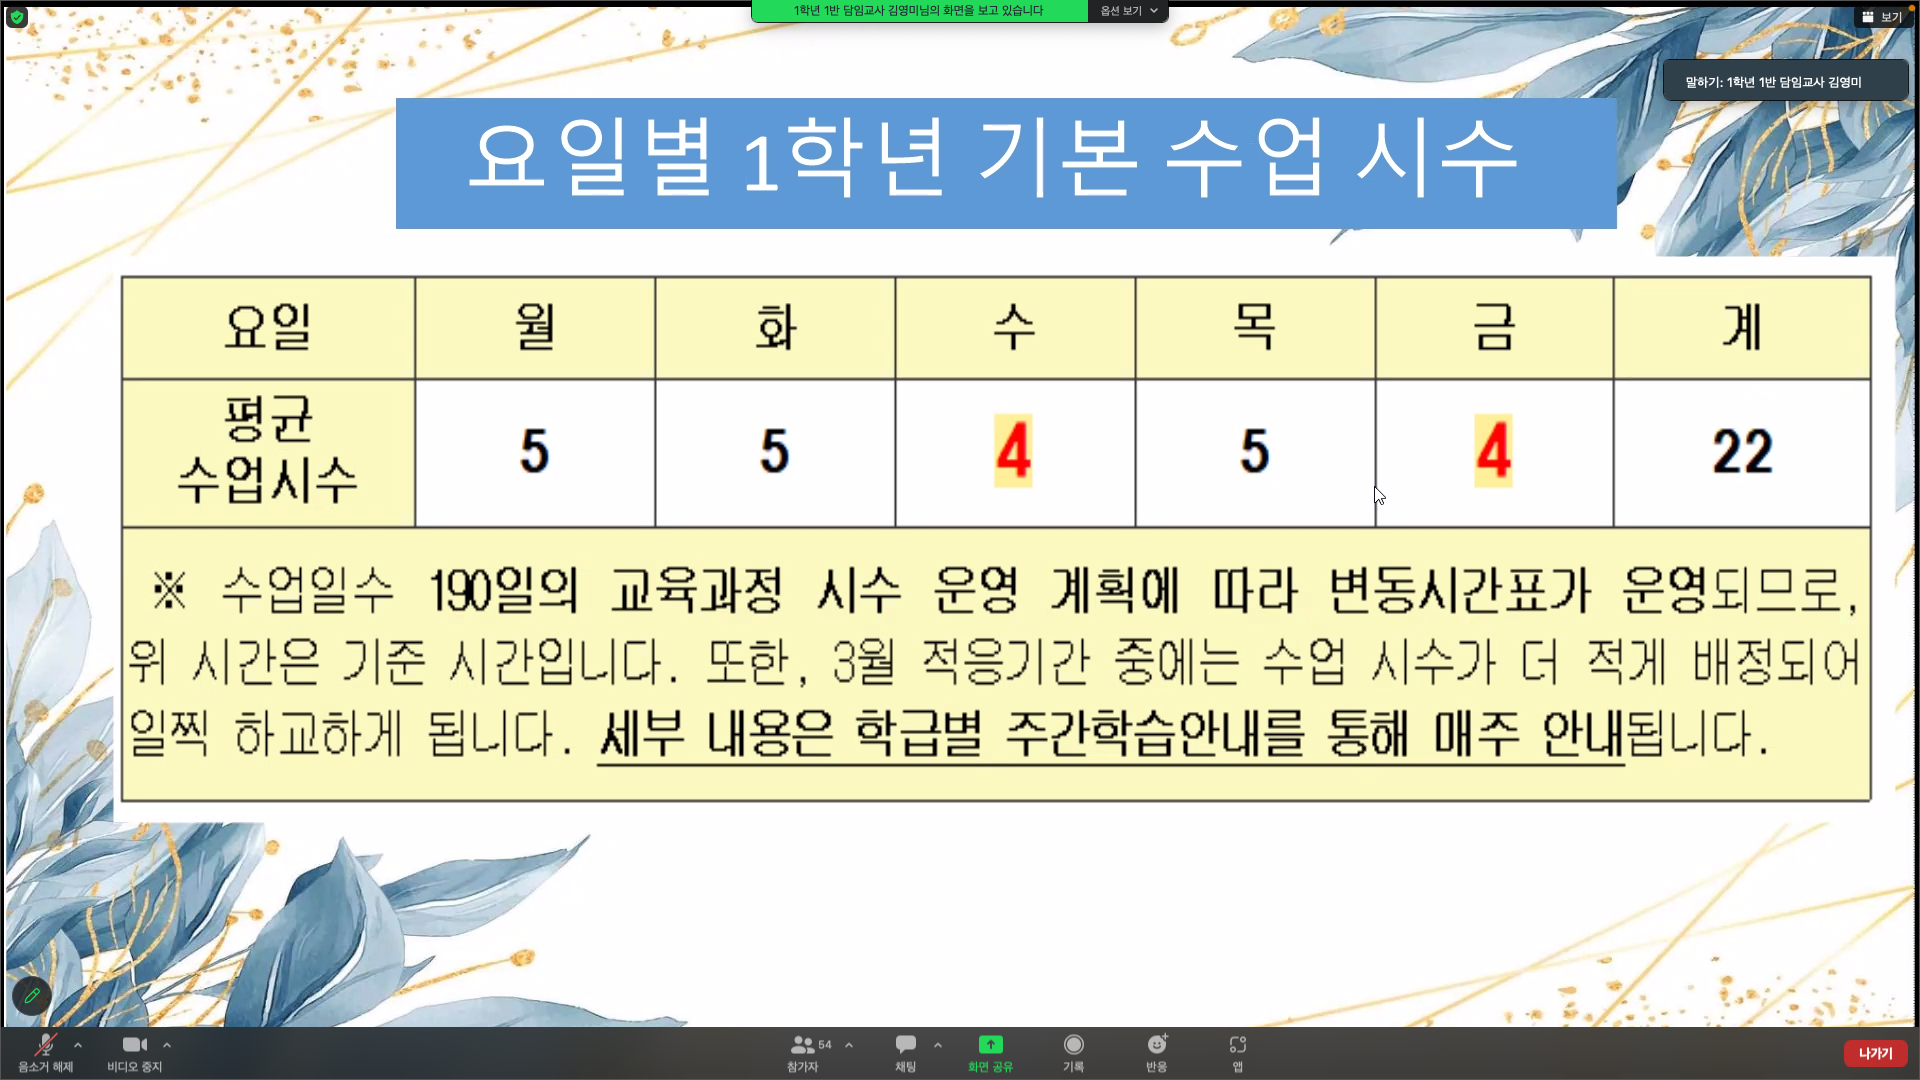 1학년 1반 담임교사 김영미님의 화면을 보고 있습니다 옵션 보기
보기
말하기: 1학년 1반 담임교사 김영미
요일별 1학년 기본 수업 시수
요일 월 화 수 목 금 계
평균
수업시수 5 5 4 5 4 22
※ 수업일수 190일의 교육과정 시수 운영 계획에 따라 변동시간표가 운영되므로,
위 시간은 기준 시간입니다. 또한, 3월 적응기간 중에는 수업 시수가 더 적게 배정되어
일찍 하교하게 됩니다. 세부 내용은 학급별 주간학습안내를 통해 매주 안내됩니다.
음소거 해제 비디오 중지 54 참가자 채팅 화면 공유 기록 반응 앱 나가기